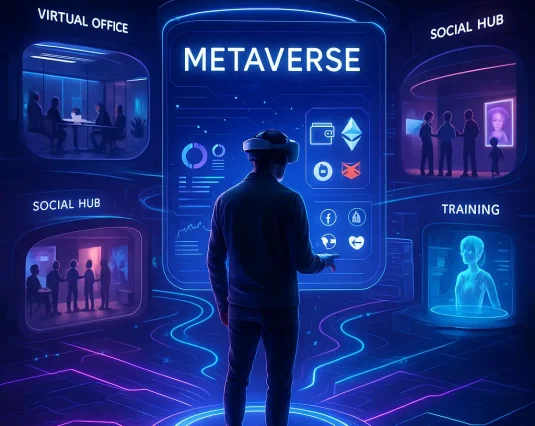 VIRTUAL OFFICE
METAVERSE
SOCIAL HUB
SOCIAL HUB
TRAINING